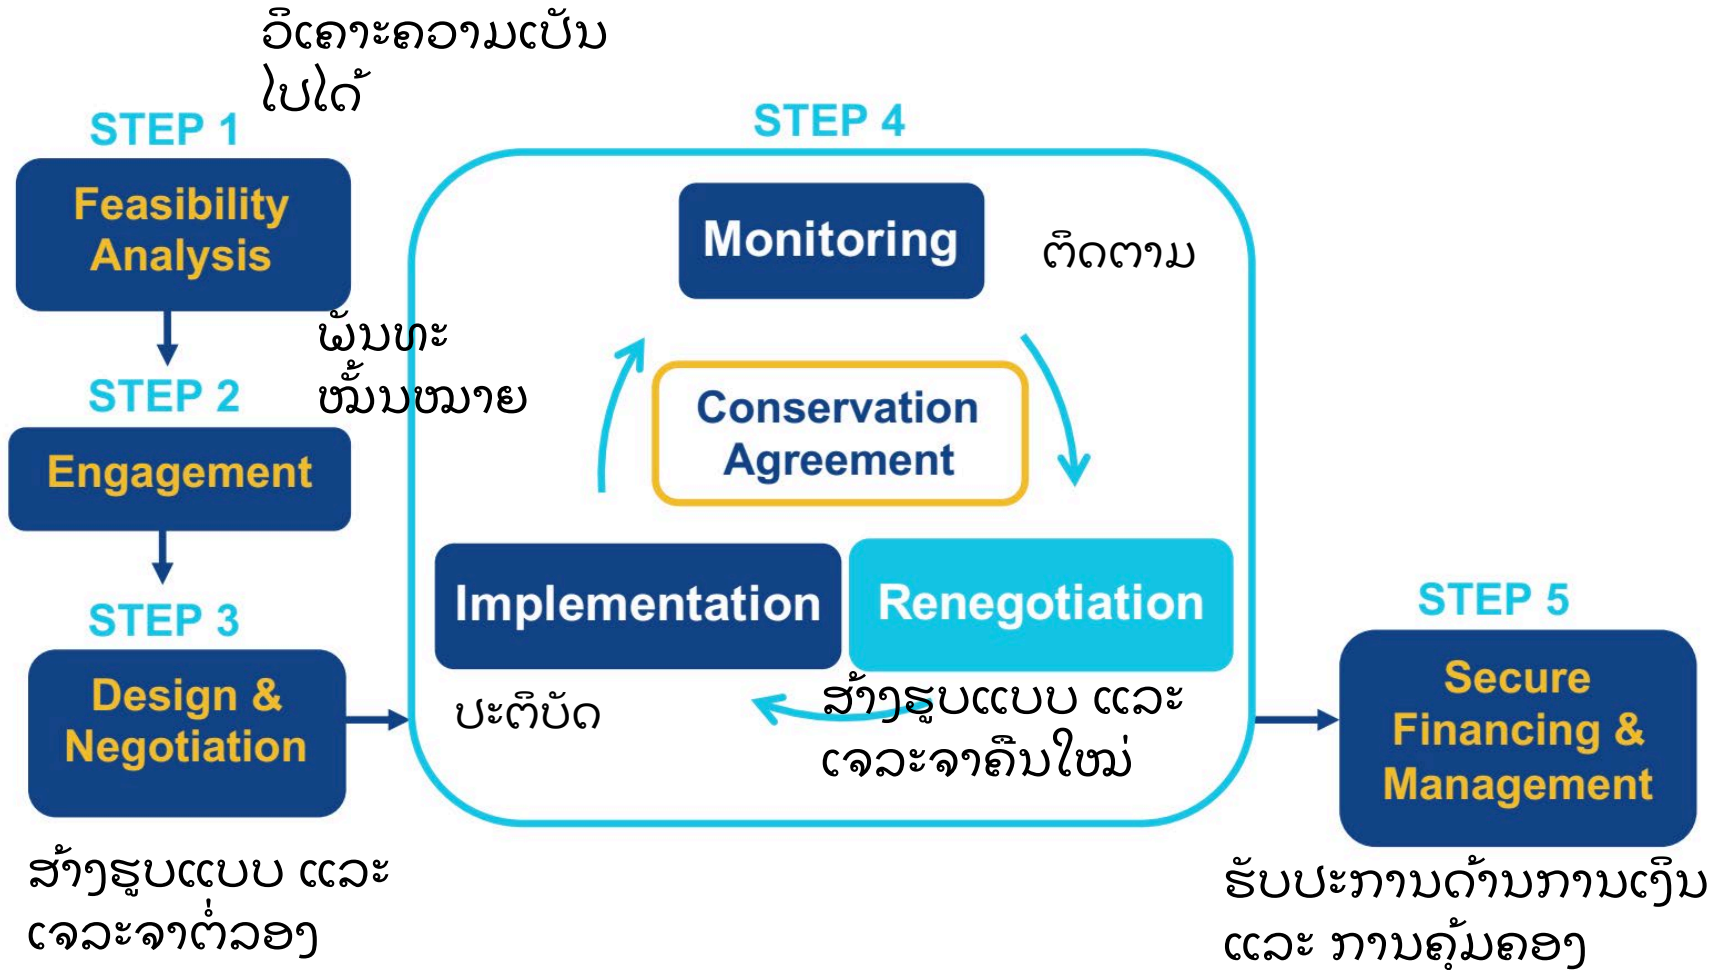 ວິເຄາະຄວາມເປັນ
ໄປໄດ້
STEP 1
Feasibility
Analysis
ພັນທະ
ໝັ້ນໝາຍ
STEP 2
Engagement
STEP 3
Design &
Negotiation
ສ້າງຮູບແບບ ແລະ
ເຈລະຈາຕໍ່ລອງ
STEP 4
Monitoring
ຕິດຕາມ
Conservation
Agreement
Implementation
ປະຕິບັດ
Renegotiation
ສ້າງຮູບແບບ ແລະ
ເຈລະຈາຄືນໃໝ່
STEP 5
Secure
Financing &
Management
ຮັບປະການດ້ານການເງິນ
ແລະ ການຄຸ້ມຄອງ